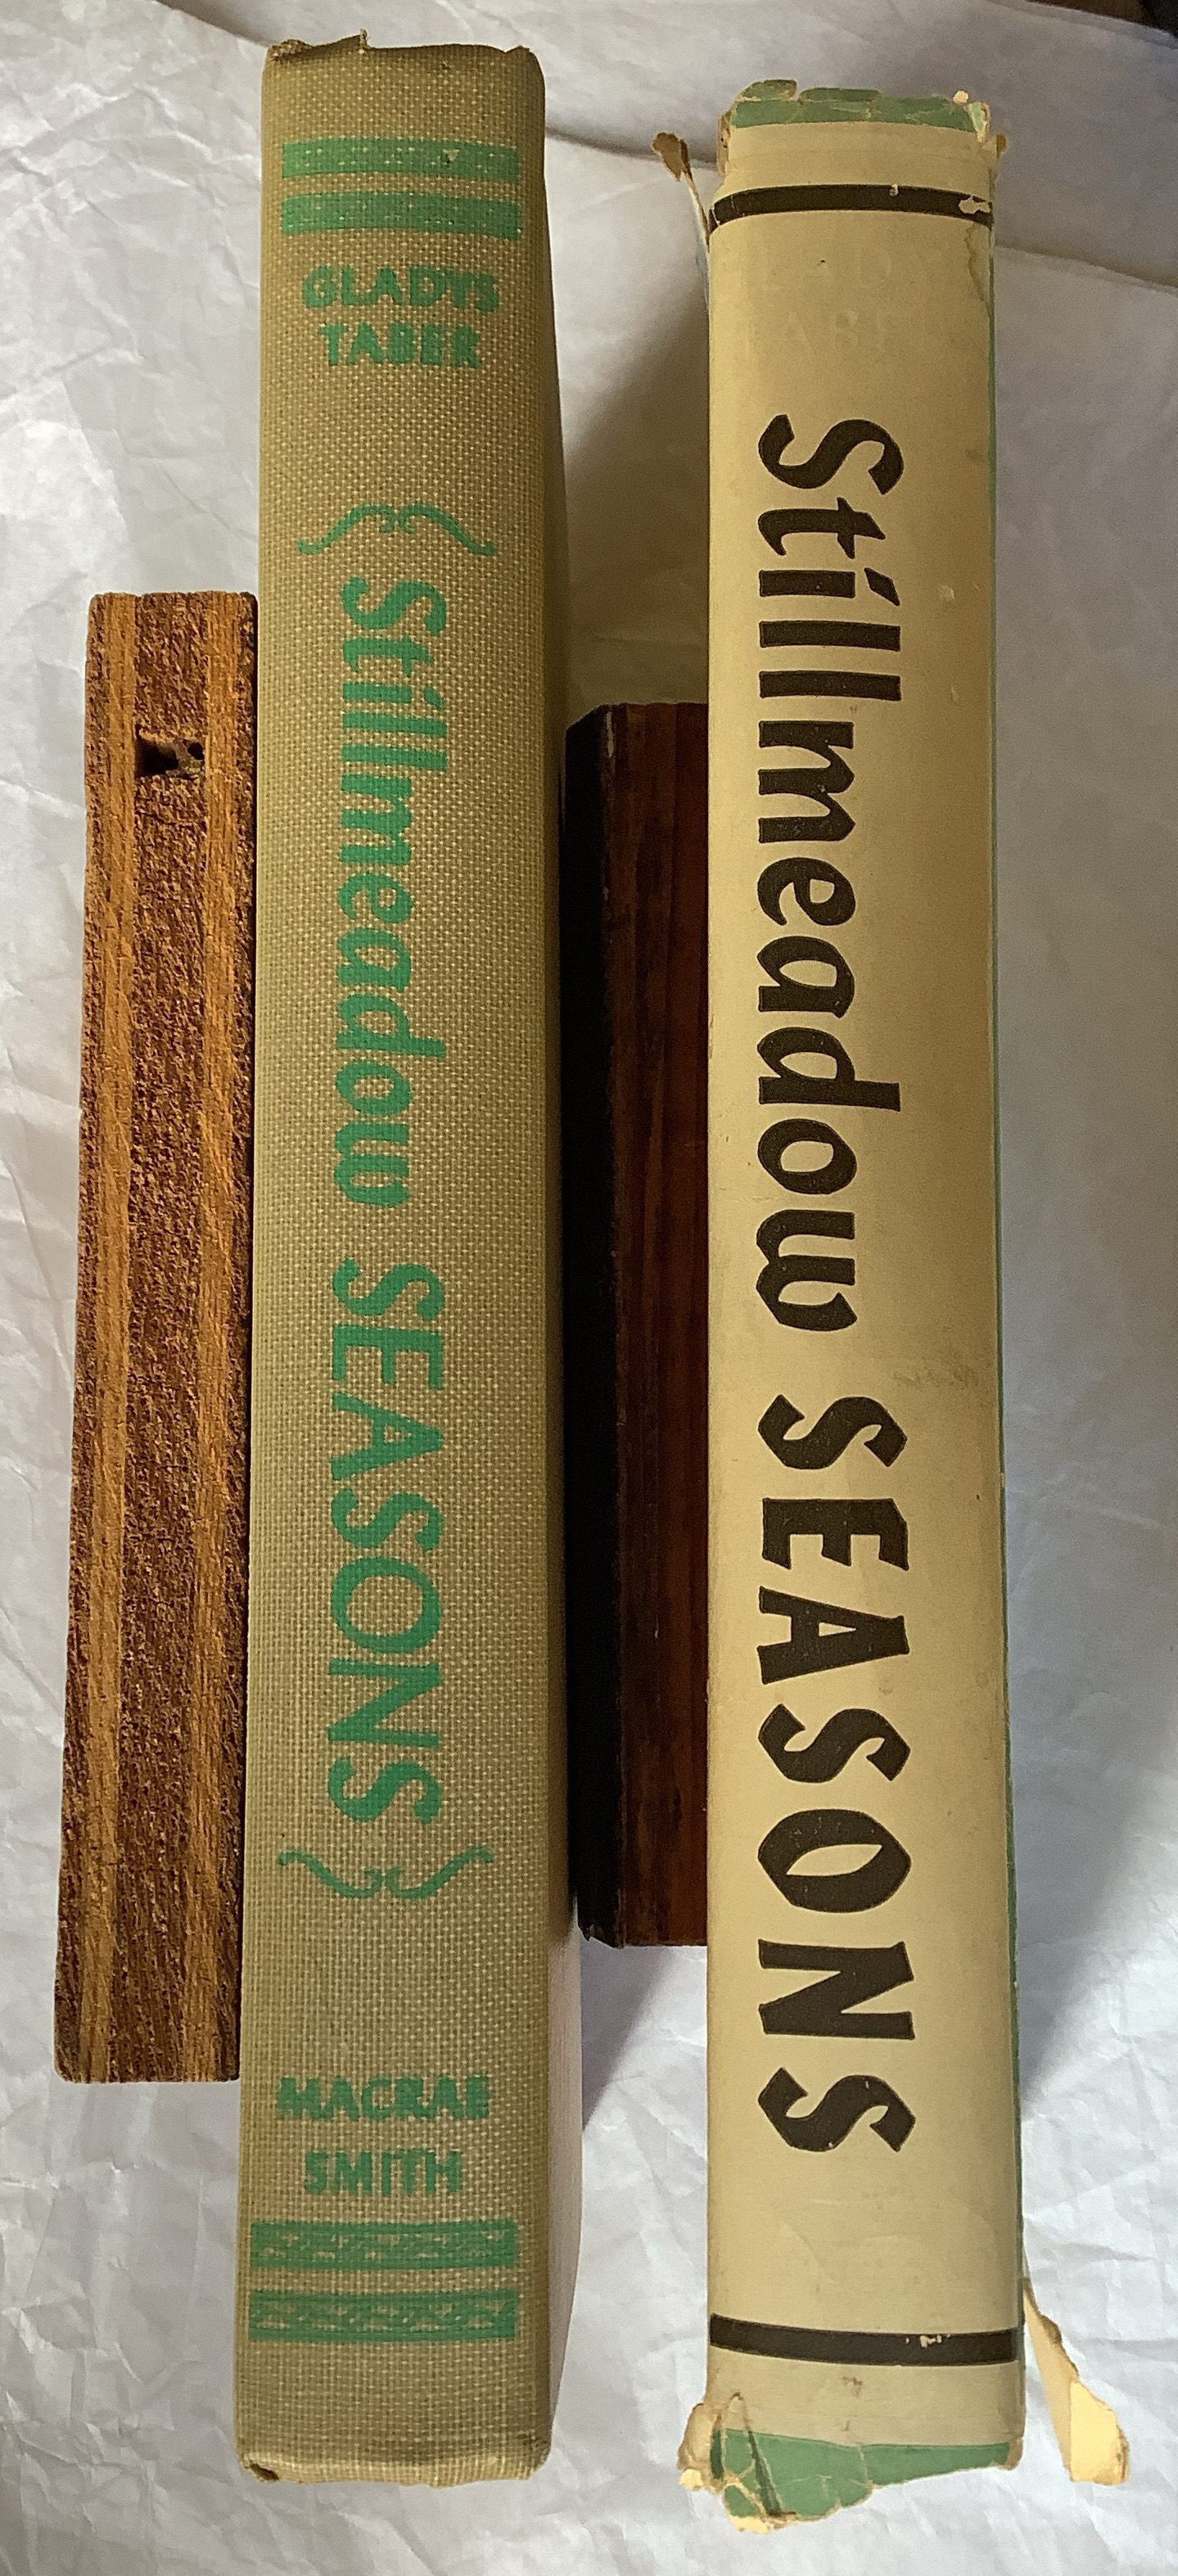 GLADYS
TABER
{ Stillmeadow SEASONS }
MACRAE
SMITH
Stillmeadow SEASONS